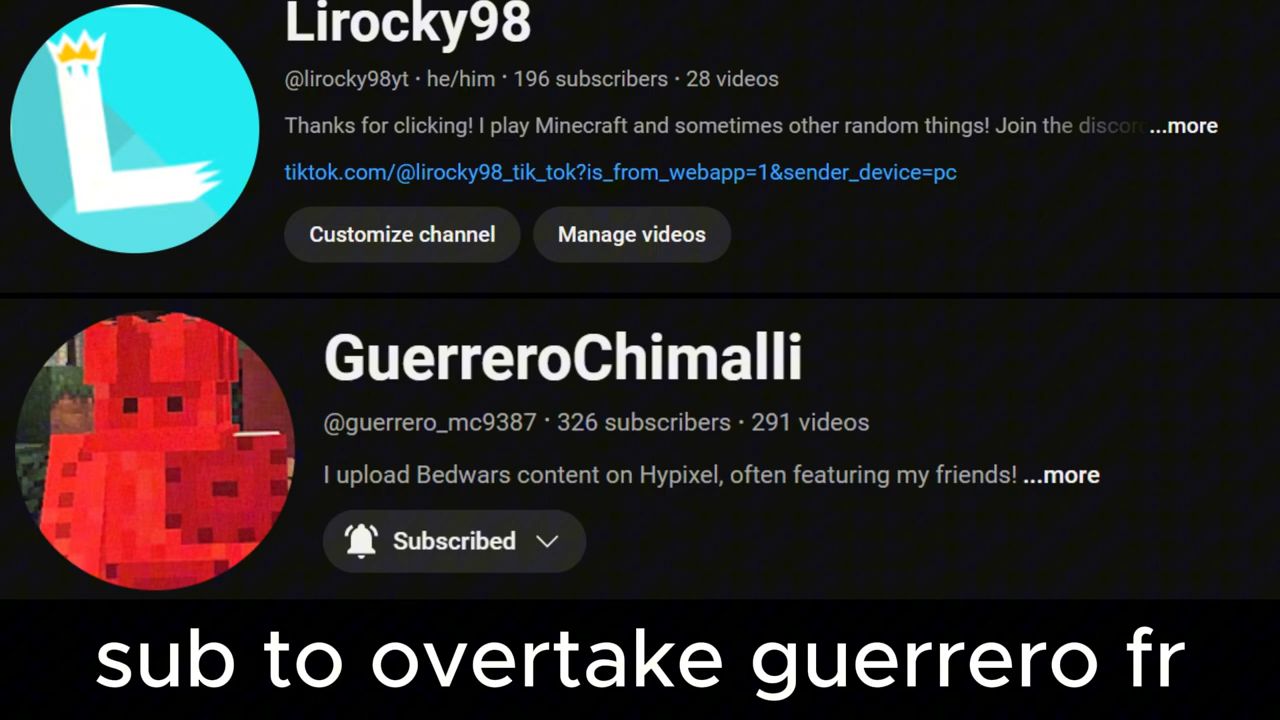 Lirocky98
@lirocky98yt · he/him · 196 subscribers · 28 videos
Thanks for clicking! I play Minecraft and sometimes other random things! Join the discord ...more
tiktok.com/@lirocky98_tik_tok?is_from_webapp=1&sender_device=pc
Customize channel Manage videos
GuerreroChimalli
@guerrero_mc9387 · 326 subscribers · 291 videos
I upload Bedwars content on Hypixel, often featuring my friends! ...more
Subscribed
sub to overtake guerrero fr